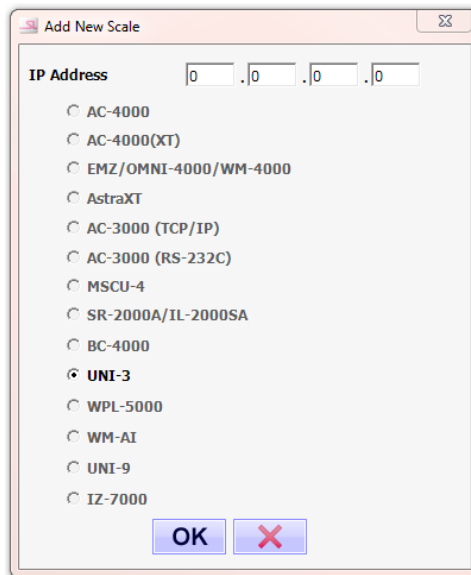 Add New Scale
IP Address 0 . 0 . 0 . 0
AC-4000
AC-4000(XT)
EMZ/OMNI-4000/WM-4000
AstraXT
AC-3000 (TCP/IP)
AC-3000 (RS-232C)
MSCU-4
SR-2000A/IL-2000SA
BC-4000
UNI-3
WPL-5000
WM-AI
UNI-9
IZ-7000
OK